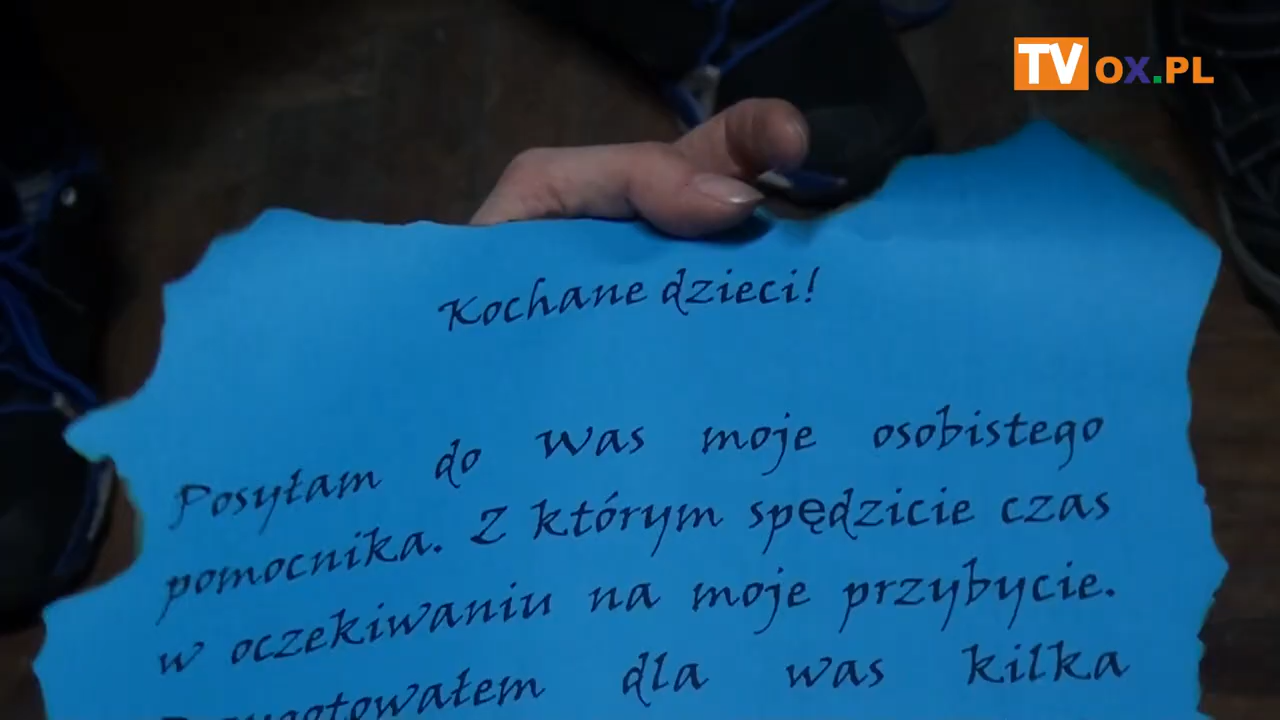 TVOX.PL
Kochane dzieci!
Posyłam do Was moje osobistego
pomocnika. Z którym spędzicie czas
w oczekiwaniu na moje przybycie.
dla was kilka